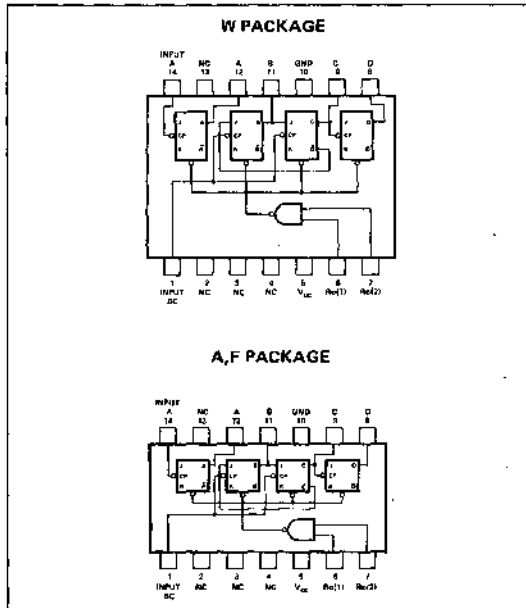 W PACKAGE
INPUT
A NC A B GND C D
14 13 12 11 10 9 8
1 2 3 4 5 6 7
INPUT NC NC NC VCC Ro(1) Ro(2)
BC
A,F PACKAGE
INPUT
A NC A B GND C D
14 13 12 11 10 9 8
1 2 3 4 5 6 7
INPUT NC NC NC VCC Ro(1) Ro(2)
BC